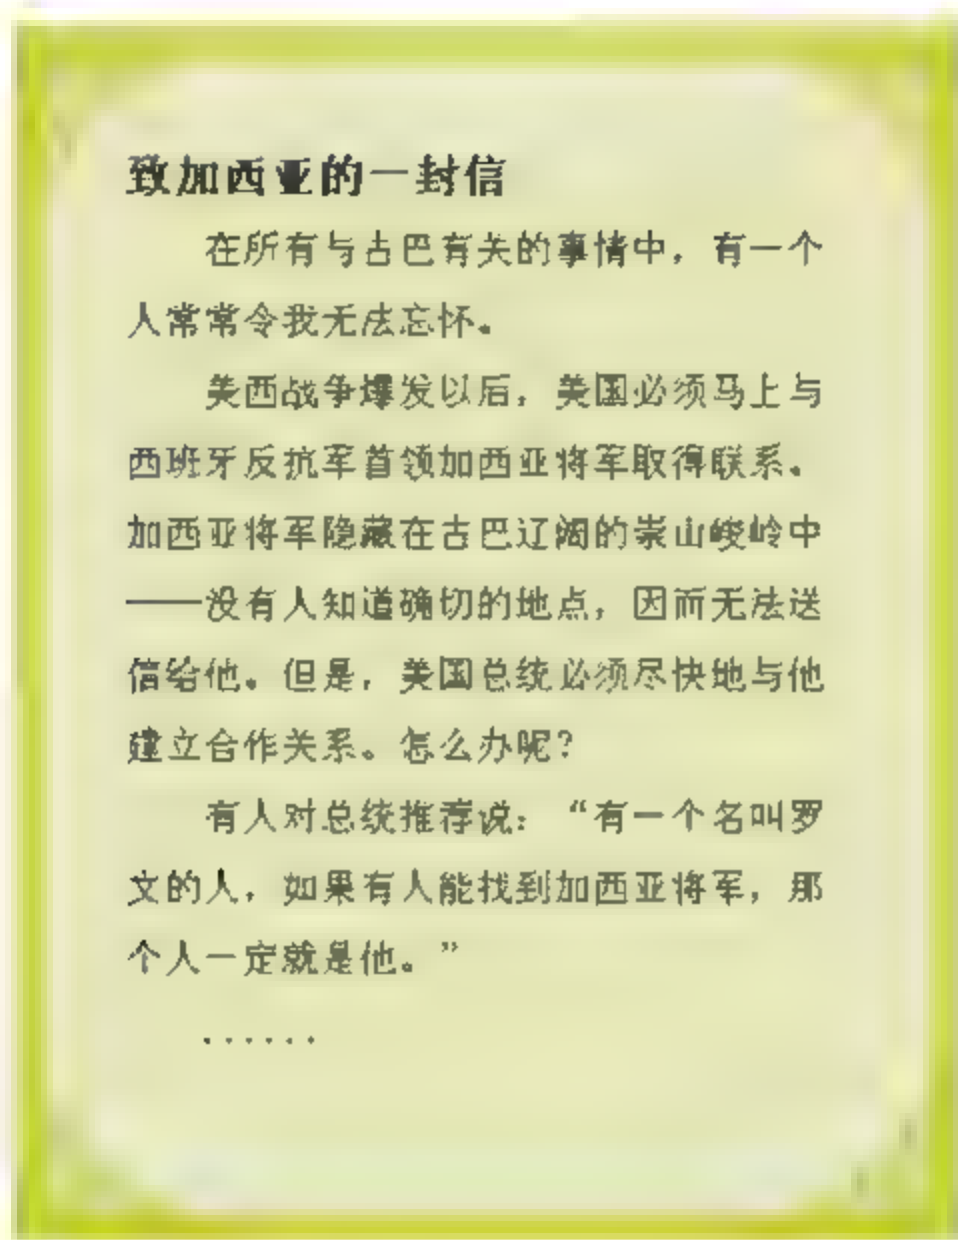 致加西亚的一封信
在所有与古巴有关的事情中，有一个
人常常令我无法忘怀。
美西战争爆发以后，美国必须马上与
西班牙反抗军首领加西亚将军取得联系。
加西亚将军隐藏在古巴辽阔的崇山峻岭中
——没有人知道确切的地点，因而无法送
信给他。但是，美国总统必须尽快地与他
建立合作关系。怎么办呢？
有人对总统推荐说：“有一个名叫罗
文的人，如果有人能找到加西亚将军，那
个人一定就是他。”
······